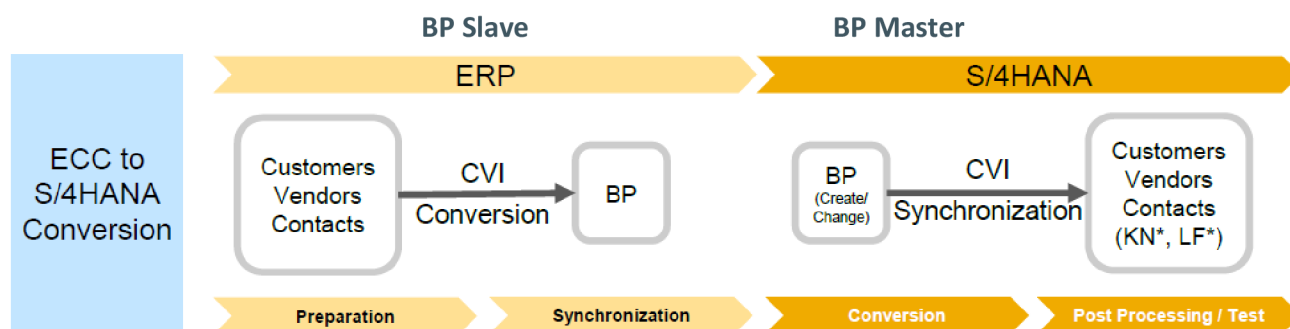 BP Slave
BP Master
ERP
S/4HANA
ECC to
S/4HANA
Conversion
Customers
Vendors
Contacts
CVI
Conversion
BP
BP
(Create/
Change)
CVI
Synchronization
Customers
Vendors
Contacts
(KN*, LF*)
Preparation
Synchronization
Conversion
Post Processing / Test